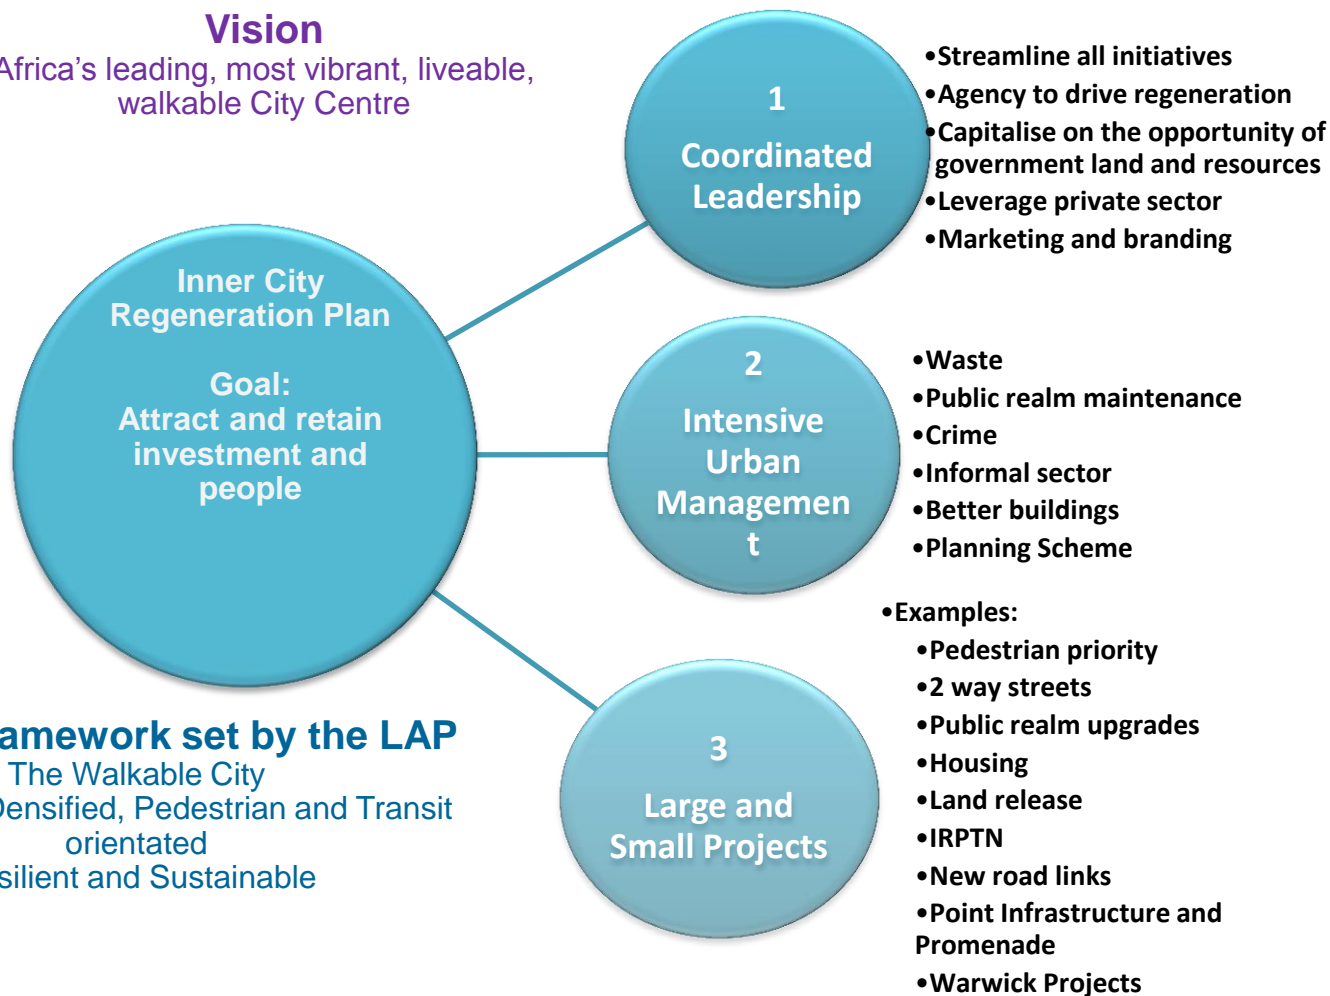 Vision
Africa’s leading, most vibrant, liveable,
walkable City Centre
Inner City
Regeneration Plan
Goal:
Attract and retain
investment and
people
amework set by the LAP
The Walkable City
Densified, Pedestrian and Transit
orientated
silient and Sustainable
1
Coordinated
Leadership
•Streamline all initiatives
•Agency to drive regeneration
•Capitalise on the opportunity of
government land and resources
•Leverage private sector
•Marketing and branding
2
Intensive
Urban
Managemen
t
•Waste
•Public realm maintenance
•Crime
•Informal sector
•Better buildings
•Planning Scheme
3
Large and
Small Projects
•Examples:
•Pedestrian priority
•2 way streets
•Public realm upgrades
•Housing
•Land release
•IRPTN
•New road links
•Point Infrastructure and
Promenade
•Warwick Projects